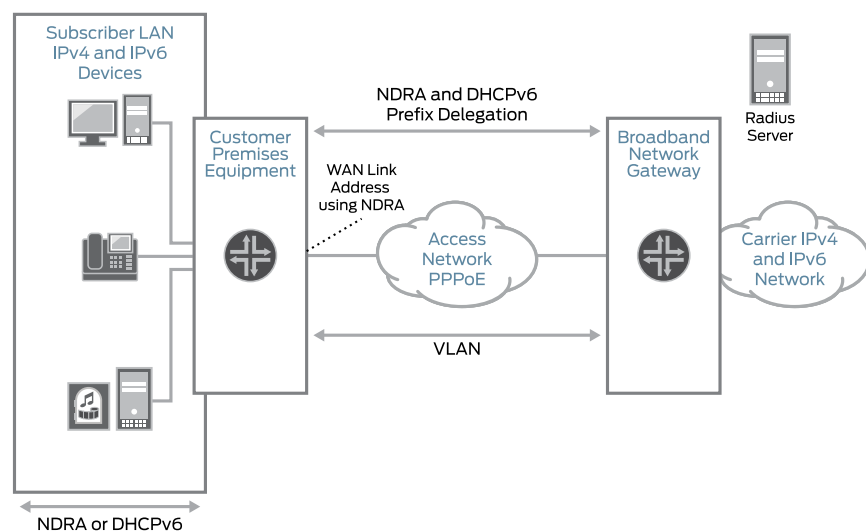 Subscriber LAN
IPv4 and IPv6
Devices
Customer
Premises
Equipment
NDRA and DHCPv6
Prefix Delegation
WAN Link
Address
using NDRA
Access
Network
PPPoE
VLAN
Broadband
Network
Gateway
Radius
Server
Carrier IPv4
and IPv6
Network
NDRA or DHCPv6